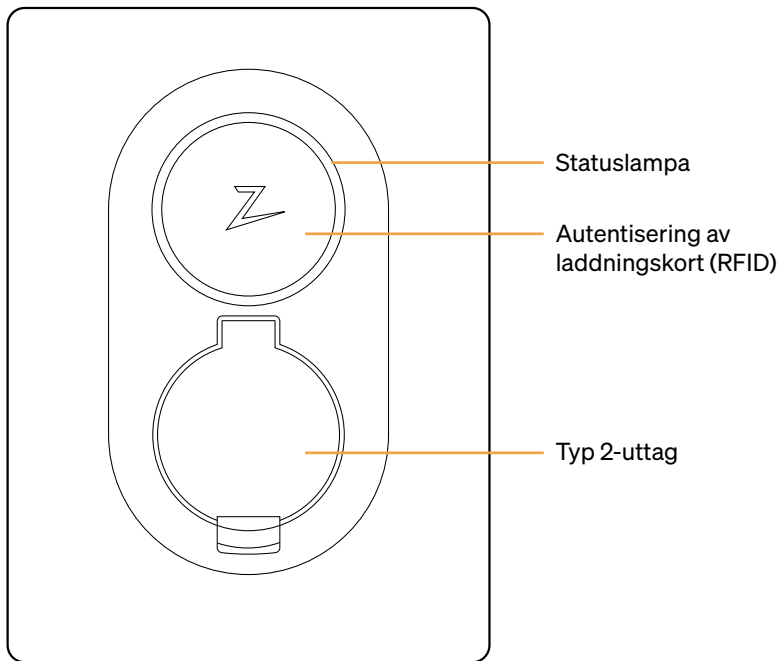 Statuslampa
Autentisering av
laddningskort (RFID)
Typ 2-uttag